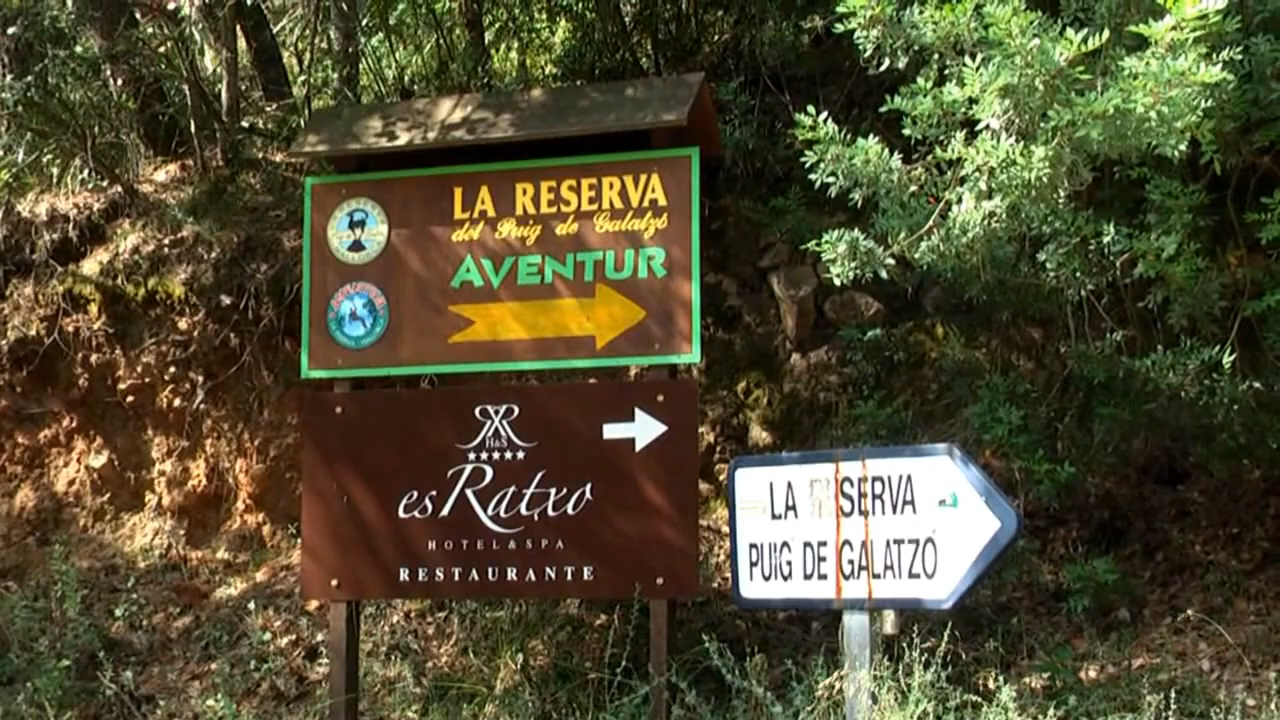 LA RESERVA
del Puig de Galatzó
AVENTUR
H&S
esRatxo
HOTEL & SPA
RESTAURANTE
LA RESERVA
PUIG DE GALATZÓ